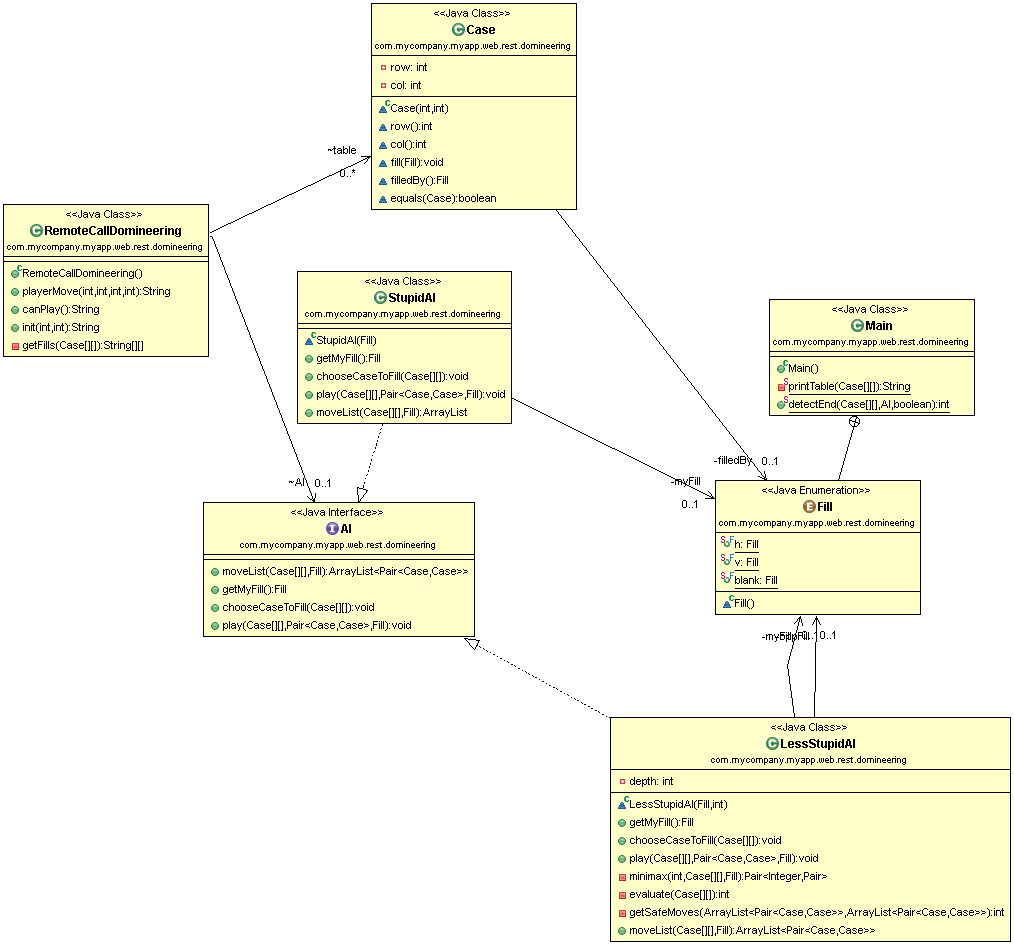 <<Java Class>>
Case
com.mycompany.myapp.web.rest.domineering
row: int
col: int
Case(int,int)
row():int
col():int
fill(Fill):void
filledBy():Fill
equals(Case):boolean
~table
0..*
<<Java Class>>
RemoteCallDomineering
com.mycompany.myapp.web.rest.domineering
RemoteCallDomineering()
playerMove(int,int,int,int):String
canPlay():String
init(int,int):String
getFills(Case[][]):String[][]
<<Java Class>>
StupidAI
com.mycompany.myapp.web.rest.domineering
StupidAI(Fill)
getMyFill():Fill
chooseCaseToFill(Case[][]):void
play(Case[][],Pair<Case,Case>,Fill):void
moveList(Case[][],Fill):ArrayList
<<Java Class>>
Main
com.mycompany.myapp.web.rest.domineering
Main()
printTable(Case[][]):String
detectEnd(Case[][],AI,boolean):int
-filledBy
0..1
-myFill
0..1
~AI
0..1
<<Java Enumeration>>
Fill
com.mycompany.myapp.web.rest.domineering
h: Fill
v: Fill
blank: Fill
Fill()
<<Java Interface>>
AI
com.mycompany.myapp.web.rest.domineering
moveList(Case[][],Fill):ArrayList<Pair<Case,Case>>
getMyFill():Fill
chooseCaseToFill(Case[][]):void
play(Case[][],Pair<Case,Case>,Fill):void
0..1
<<Java Class>>
LessStupidAI
com.mycompany.myapp.web.rest.domineering
depth: int
LessStupidAI(Fill,int)
getMyFill():Fill
chooseCaseToFill(Case[][]):void
play(Case[][],Pair<Case,Case>,Fill):void
minimax(int,Case[][],Fill):Pair<Integer,Pair>
evaluate(Case[][]):int
getSafeMoves(ArrayList<Pair<Case,Case>>,ArrayList<Pair<Case,Case>>):int
moveList(Case[][],Fill):ArrayList<Pair<Case,Case>>